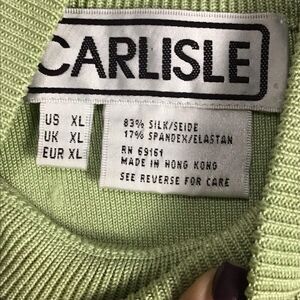 CARLISLE
US XL
UK XL
EUR XL
83% SILK/SEIDE
17% SPANDEX/ELASTAN
RN 69161
MADE IN HONG KONG
SEE REVERSE FOR CARE